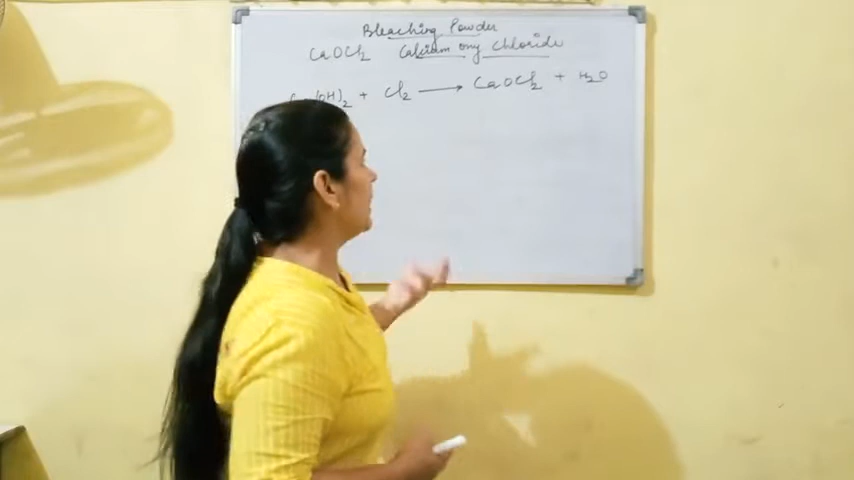 Bleaching Powder
CaOCl₂ Calcium oxy Chloride
(OH)₂ + Cl₂ ⟶ CaOCl₂ + H₂O